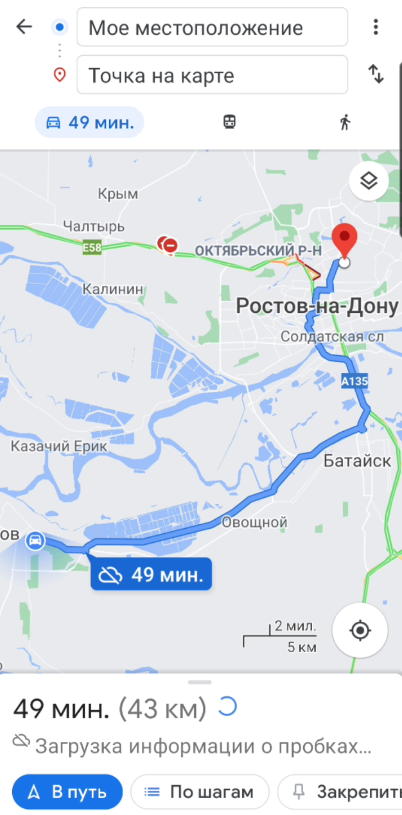 Мое местоположение
Точка на карте
49 мин.
Крым
Чалтырь
E58
ОКТЯБРЬСКИЙ Р-Н
Калинин
Ростов-на-Дону
Солдатская сл
A135
Казачий Ерик
Батайск
ов
Овощной
49 мин.
2 мил.
5 км
49 мин. (43 км)
Загрузка информации о пробках...
В путь
По шагам
Закрепить